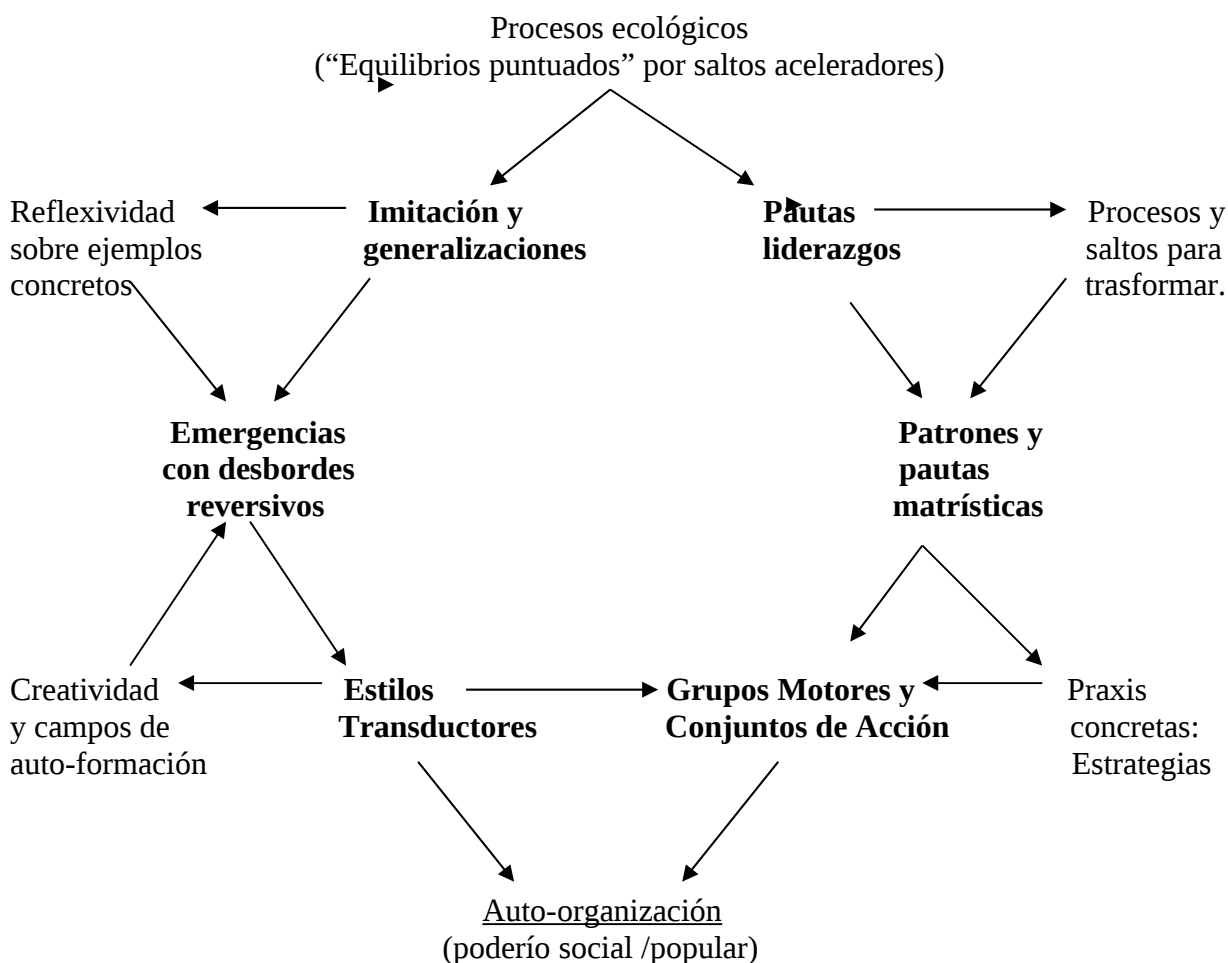 Procesos ecológicos
(“Equilibrios puntuados” por saltos aceleradores)
Reflexividad
sobre ejemplos
concretos
Imitación y
generalizaciones
Pautas
liderazgos
Procesos y
saltos para
trasformar.
Emergencias
con desbordes
reversivos
Patrones y
pautas
matrísticas
Creatividad
y campos de
auto-formación
Estilos
Transductores
Grupos Motores y
Conjuntos de Acción
Praxis
concretas:
Estrategias
Auto-organización
(poderío social /popular)